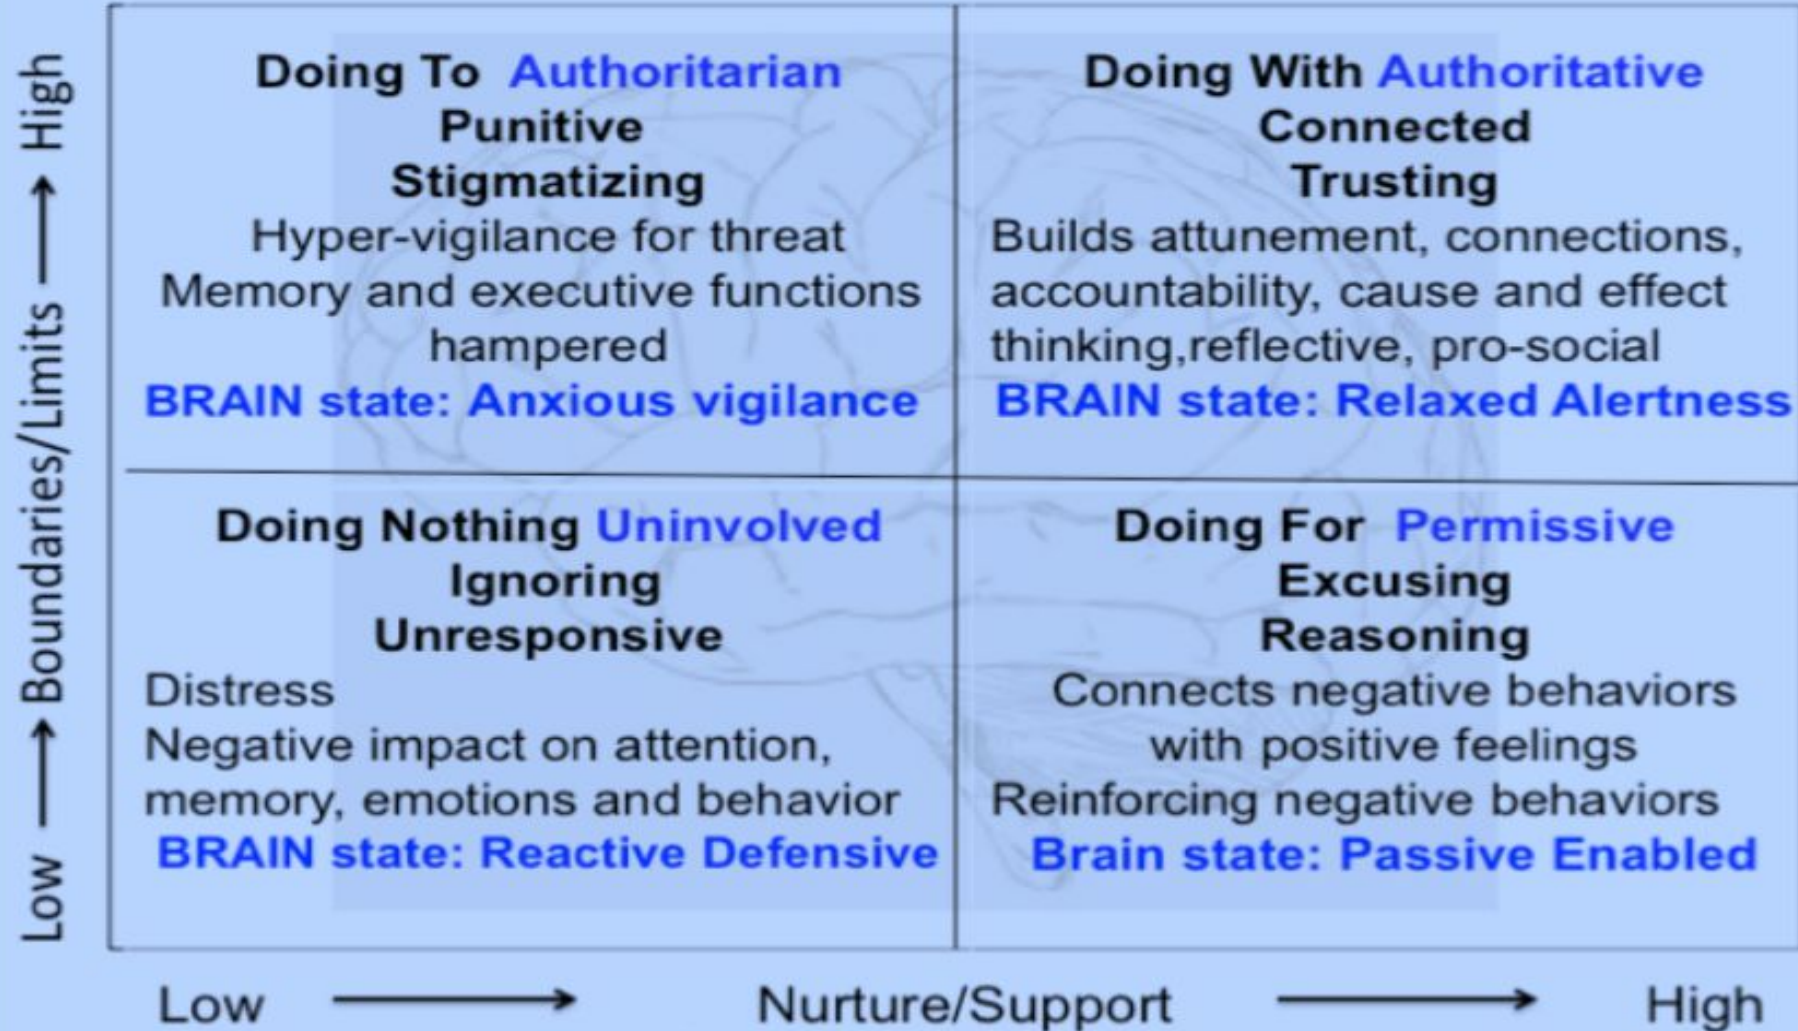 High
Boundaries/Limits
Low
Doing To Authoritarian
Punitive
Stigmatizing
Hyper-vigilance for threat
Memory and executive functions
hampered
BRAIN state: Anxious vigilance
Doing With Authoritative
Connected
Trusting
Builds attunement, connections,
accountability, cause and effect
thinking,reflective, pro-social
BRAIN state: Relaxed Alertness
Doing Nothing Uninvolved
Ignoring
Unresponsive
Distress
Negative impact on attention,
memory, emotions and behavior
BRAIN state: Reactive Defensive
Doing For Permissive
Excusing
Reasoning
Connects negative behaviors
with positive feelings
Reinforcing negative behaviors
Brain state: Passive Enabled
Low Nurture/Support High